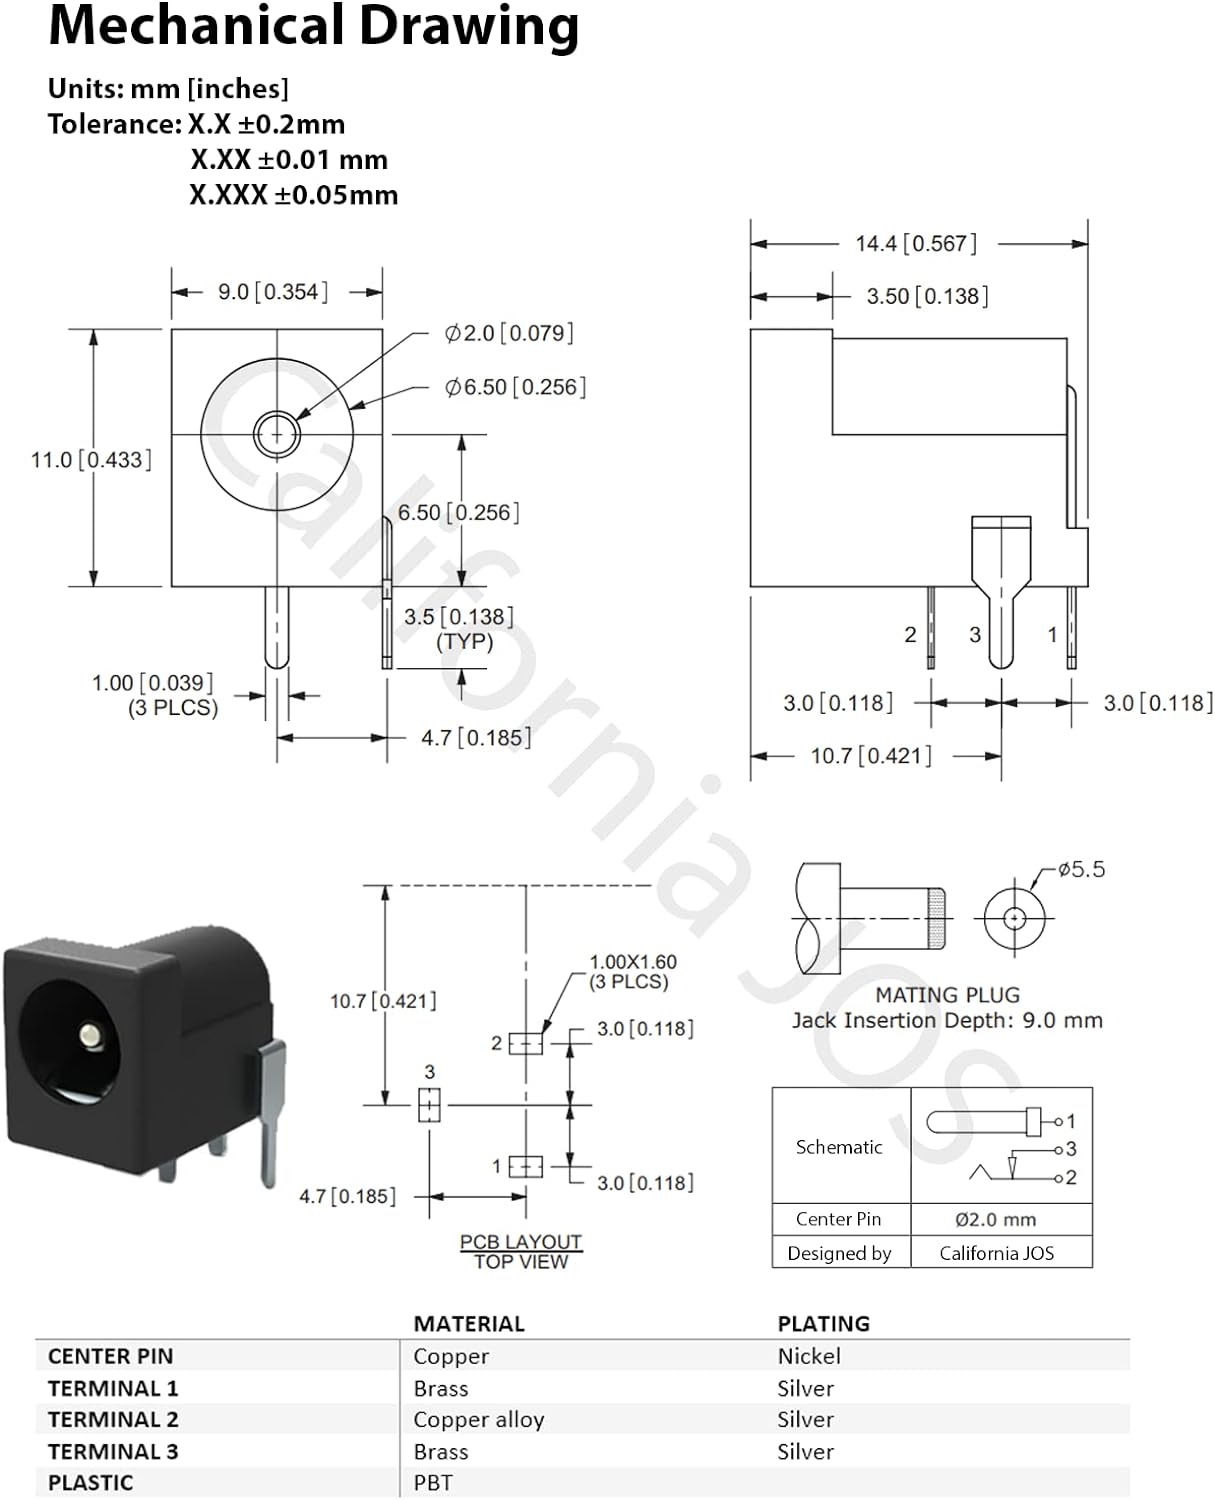 Mechanical Drawing
Units: mm [inches]
Tolerance: X.X ±0.2mm
X.XX ±0.01 mm
X.XXX ±0.05mm
14.4 [0.567]
3.50 [0.138]
9.0 [0.354]
Ø2.0 [0.079]
Ø6.50 [0.256]
11.0 [0.433]
6.50 [0.256]
3.5 [0.138]
(TYP)
1.00 [0.039]
(3 PLCS)
4.7 [0.185]
2
3
1
3.0 [0.118]
3.0 [0.118]
10.7 [0.421]
California JOS
10.7 [0.421]
1.00X1.60
(3 PLCS)
3.0 [0.118]
2
3
1
3.0 [0.118]
4.7 [0.185]
PCB LAYOUT
TOP VIEW
Ø5.5
MATING PLUG
Jack Insertion Depth: 9.0 mm
Schematic
1
3
2
Center Pin Ø2.0 mm
Designed by California JOS
MATERIAL PLATING
CENTER PIN Copper Nickel
TERMINAL 1 Brass Silver
TERMINAL 2 Copper alloy Silver
TERMINAL 3 Brass Silver
PLASTIC PBT